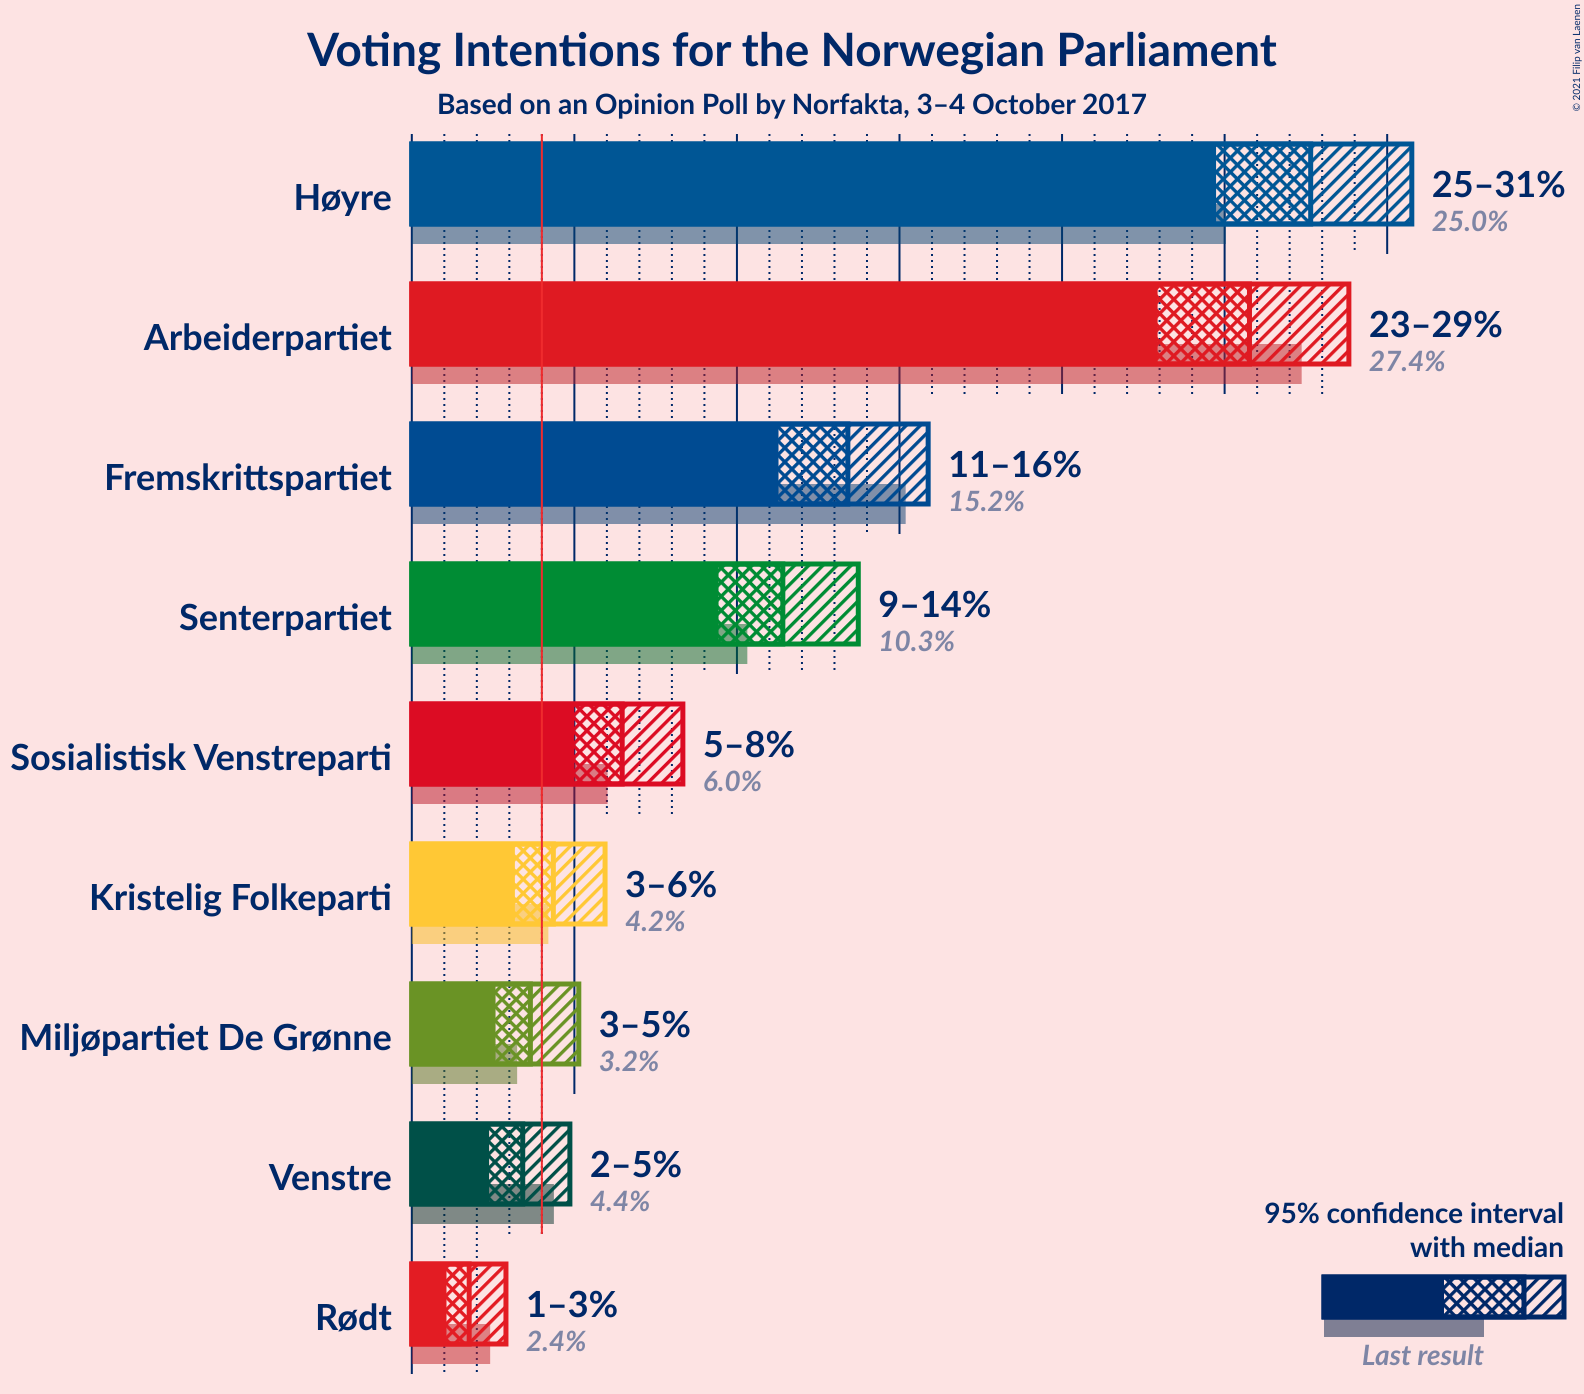 Voting Intentions for the Norwegian Parliament
Based on an Opinion Poll by Norfakta, 3–4 October 2017
© 2021 Filip van Laenen
Høyre
25–31%
25.0%
Arbeiderpartiet
23–29%
27.4%
Fremskrittspartiet
11–16%
15.2%
Senterpartiet
9–14%
10.3%
Sosialistisk Venstreparti
5–8%
6.0%
Kristelig Folkeparti
3–6%
4.2%
Miljøpartiet De Grønne
3–5%
3.2%
Venstre
2–5%
4.4%
Rødt
1–3%
2.4%
95% confidence interval
with median
Last result